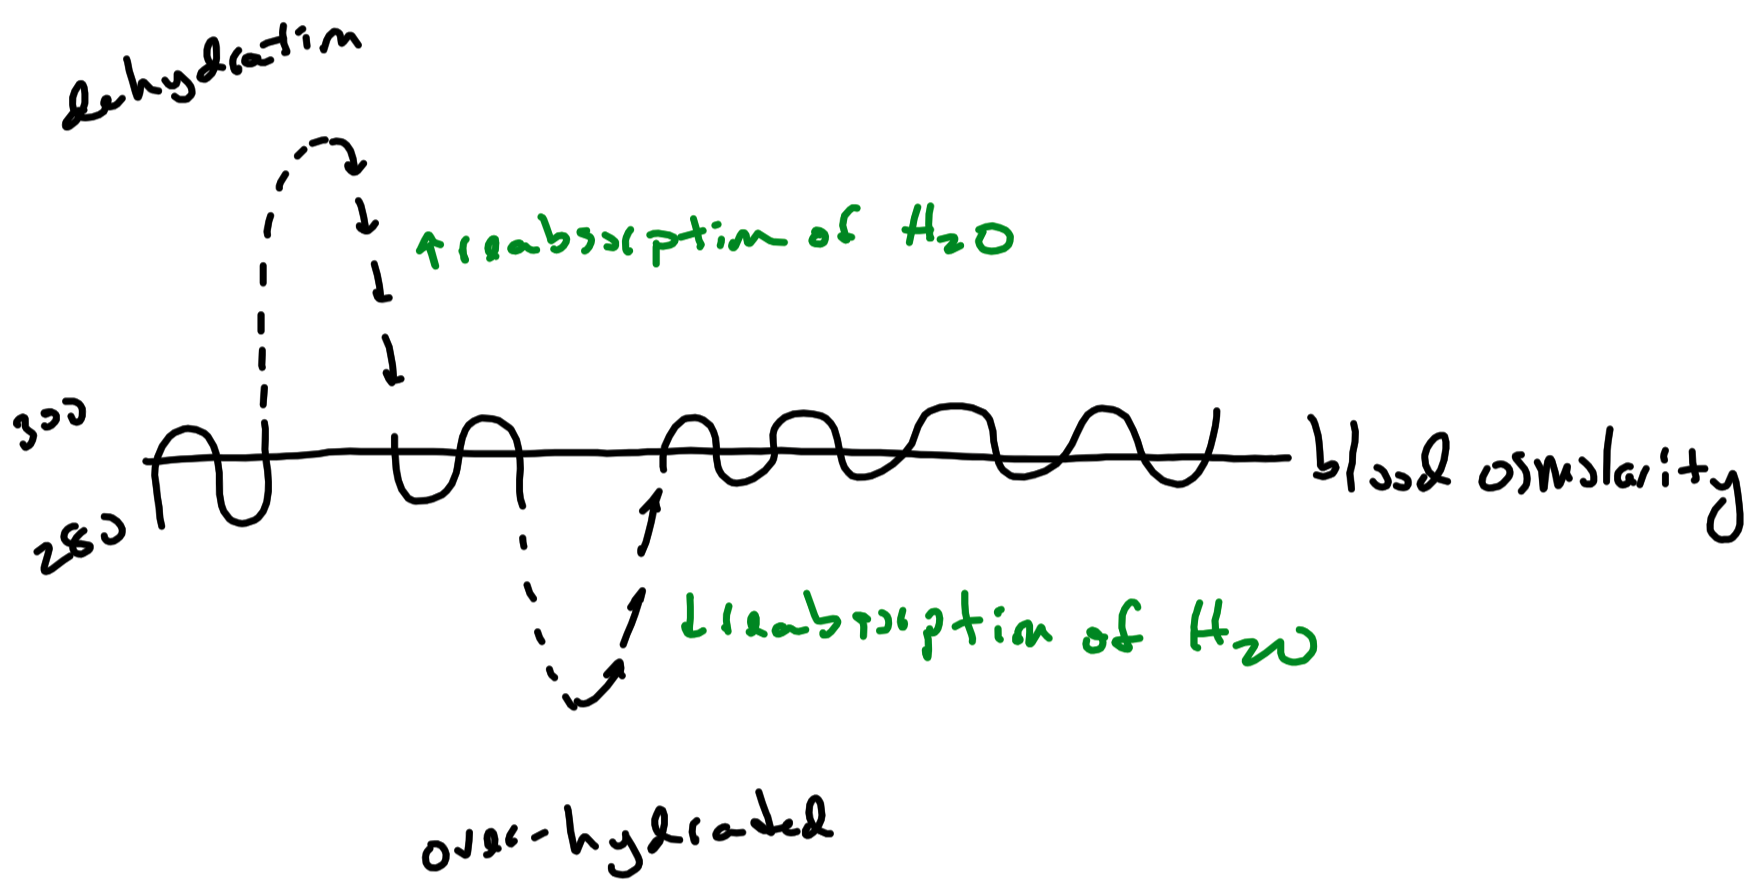 dehydration
↑ reabsorption of H₂O
300
blood osmolarity
280
↓ reabsorption of H₂O
over-hydrated